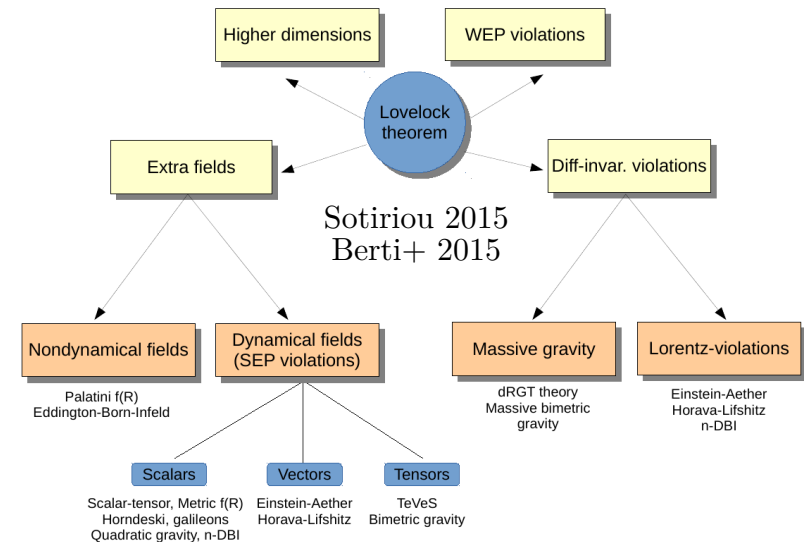 Higher dimensions
WEP violations
Lovelock
theorem
Extra fields
Diff-invar. violations
Sotiriou 2015
Berti+ 2015
Nondynamical fields
Dynamical fields
(SEP violations)
Massive gravity
Lorentz-violations
Palatini f(R)
Eddington-Born-Infeld
dRGT theory
Massive bimetric
gravity
Einstein-Aether
Horava-Lifshitz
n-DBI
Scalars
Vectors
Tensors
Scalar-tensor, Metric f(R)
Horndeski, galileons
Quadratic gravity, n-DBI
Einstein-Aether
Horava-Lifshitz
TeVeS
Bimetric gravity